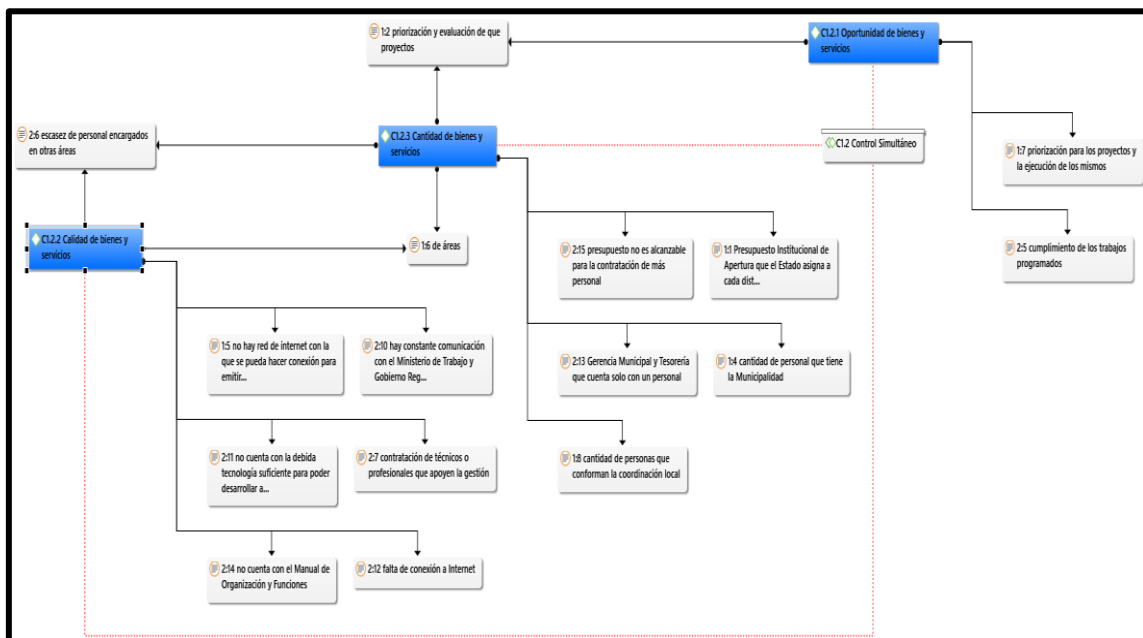 1:2 priorización y evaluación de que
proyectos
C1.2.1 Oportunidad de bienes y
servicios
2:6 escasez de personal encargados
en otras áreas
C1.2.3 Cantidad de bienes y
servicios
C1.2 Control Simultáneo
1:7 priorización para los proyectos y
la ejecución de los mismos
C1.2.2 Calidad de bienes y
servicios
1:6 de áreas
2:15 presupuesto no es alcanzable
para la contratación de más
personal
1:1 Presupuesto Institucional de
Apertura que el Estado asigna a
cada dist...
2:5 cumplimiento de los trabajos
programados
1:5 no hay red de internet con la
que se pueda hacer conexión para
emitir...
2:10 hay constante comunicación
con el Ministerio de Trabajo y
Gobierno Reg...
2:13 Gerencia Municipal y Tesorería
que cuenta solo con un personal
1:4 cantidad de personal que tiene
la Municipalidad
2:11 no cuenta con la debida
tecnología suficiente para poder
desarrollar a...
2:7 contratación de técnicos o
profesionales que apoyen la gestión
1:8 cantidad de personas que
conforman la coordinación local
2:14 no cuenta con el Manual de
Organización y Funciones
2:12 falta de conexión a Internet